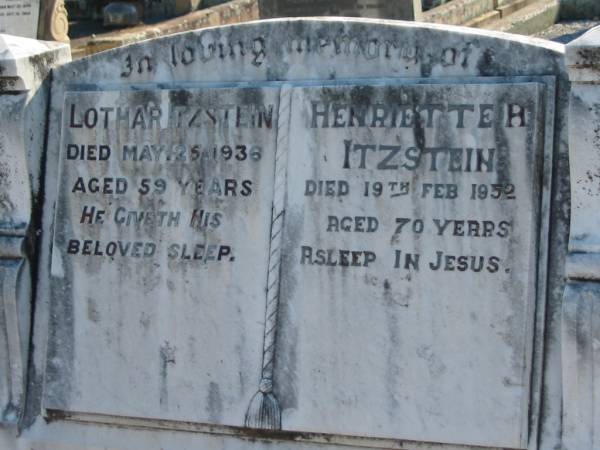 In loving memory of
LOTHAR ITZSTEIN
DIED MAY 25 1936
AGED 59 YEARS
HE GIVETH HIS
BELOVED SLEEP.
HENRIETTE H
ITZSTEIN
DIED 19TH FEB 1952
AGED 70 YEARS
ASLEEP IN JESUS.